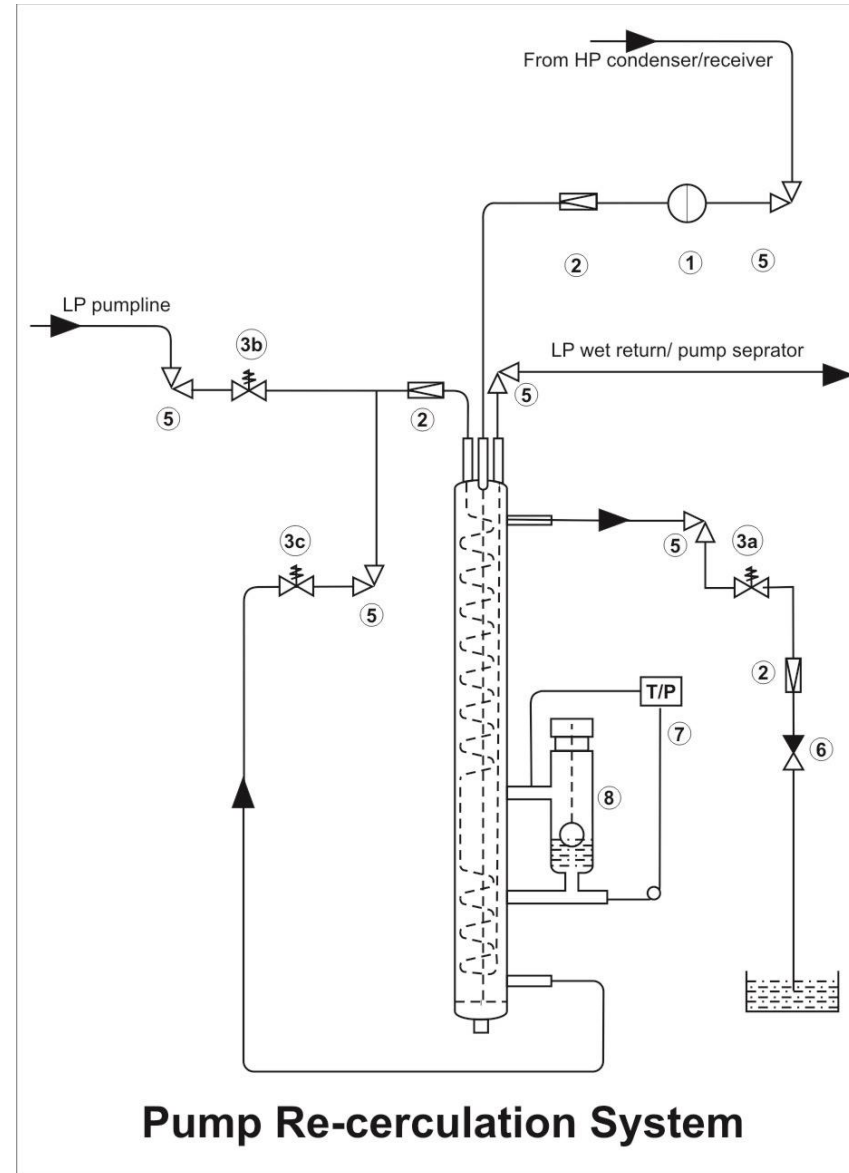 From HP condenser/receiver
2
1
5
LP pumpline
3b
LP wet return/ pump seprator
5
2
5
3c
5
5
3a
2
T/P
7
6
8
Pump Re-cerculation System